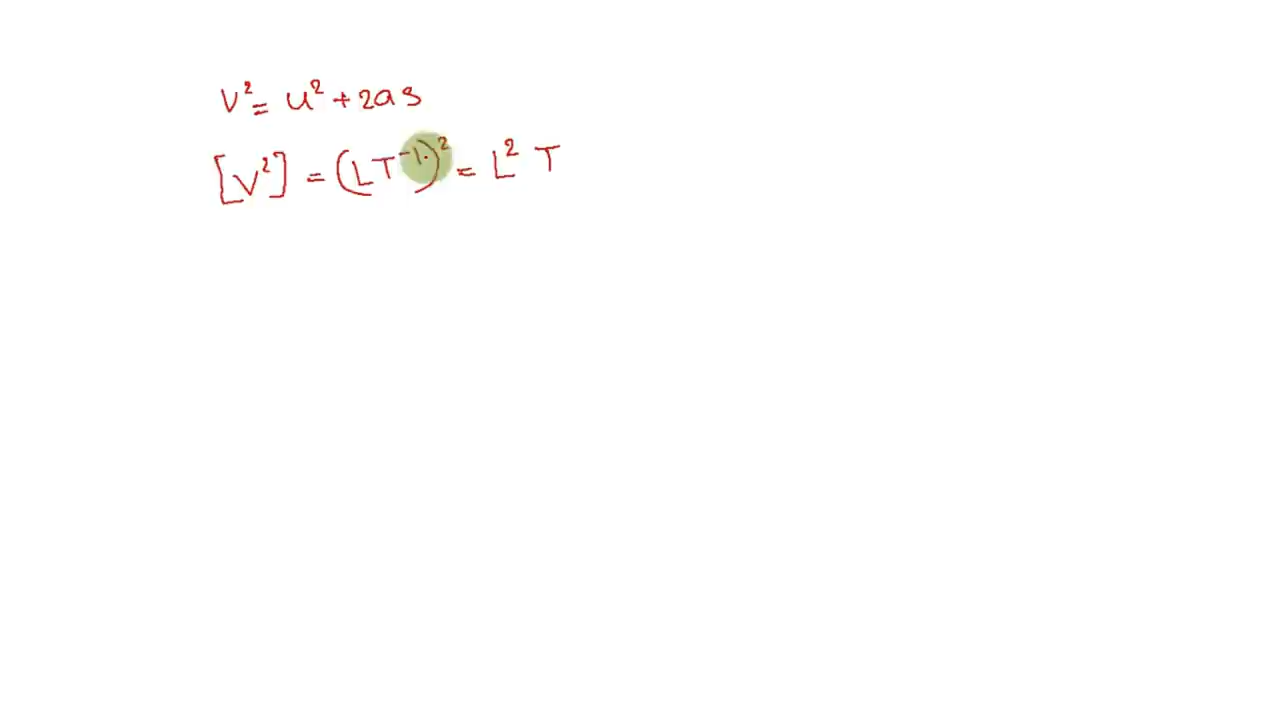 V² = u² + 2as
[V²] = (LT⁻¹·)² = L² T